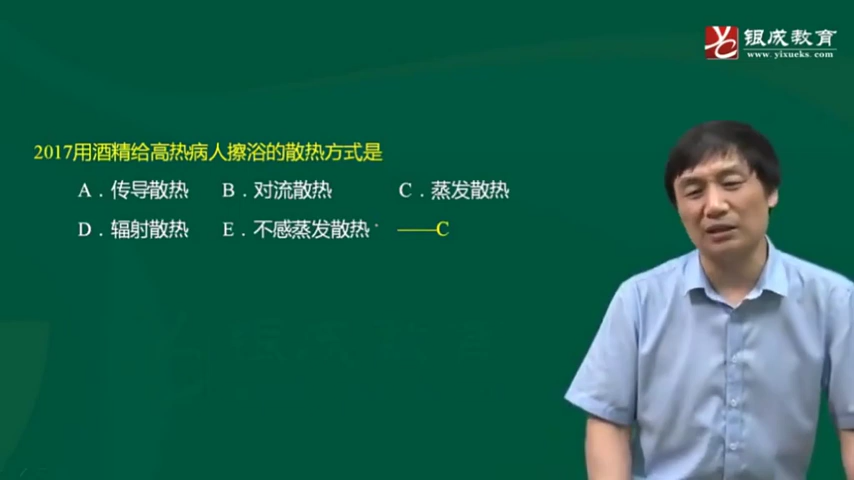 银成教育
www.yixueks.com
2017用酒精给高热病人擦浴的散热方式是
A．传导散热 B．对流散热 C．蒸发散热
D．辐射散热 E．不感蒸发散热 ——C